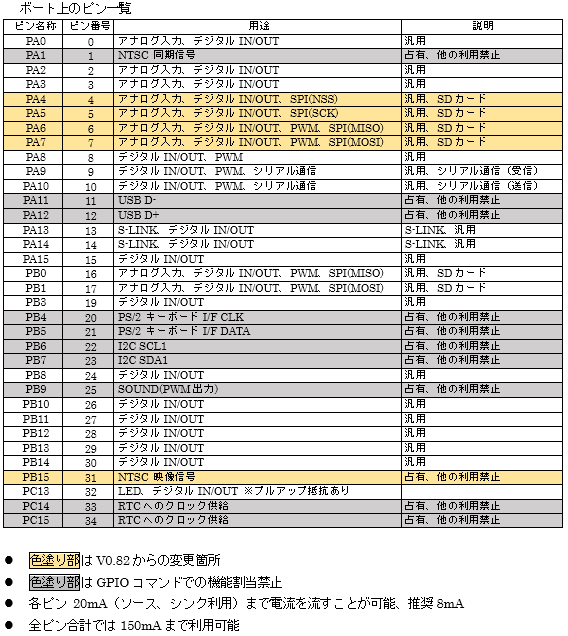 ボート上のピン一覧
ピン名称 ピン番号 用途 説明
PA0 0 アナログ入力、デジタル IN/OUT 汎用
PA1 1 NTSC 同期信号 占有、他の利用禁止
PA2 2 アナログ入力、デジタル IN/OUT 汎用
PA3 3 アナログ入力、デジタル IN/OUT 汎用
PA4 4 アナログ入力、デジタル IN/OUT、SPI(NSS) 汎用、SDカード
PA5 5 アナログ入力、デジタル IN/OUT、SPI(SCK) 汎用、SDカード
PA6 6 アナログ入力、デジタル IN/OUT、PWM、SPI(MISO) 汎用、SDカード
PA7 7 アナログ入力、デジタル IN/OUT、PWM、SPI(MOSI) 汎用、SDカード
PA8 8 デジタル IN/OUT、PWM 汎用
PA9 9 デジタル IN/OUT、PWM、シリアル通信 汎用、シリアル通信（受信）
PA10 10 デジタル IN/OUT、PWM、シリアル通信 汎用、シリアル通信（送信）
PA11 11 USB D- 占有、他の利用禁止
PA12 12 USB D+ 占有、他の利用禁止
PA13 13 S-LINK、デジタル IN/OUT S-LINK、汎用
PA14 14 S-LINK、デジタル IN/OUT S-LINK、汎用
PA15 15 デジタル IN/OUT 汎用
PB0 16 アナログ入力、デジタル IN/OUT、PWM、SPI(MISO) 汎用、SDカード
PB1 17 アナログ入力、デジタル IN/OUT、PWM、SPI(MOSI) 汎用、SDカード
PB3 19 デジタル IN/OUT 汎用
PB4 20 PS/2 キーボード I/F CLK 占有、他の利用禁止
PB5 21 PS/2 キーボード I/F DATA 占有、他の利用禁止
PB6 22 I2C SCL1 占有、他の利用禁止
PB7 23 I2C SDA1 占有、他の利用禁止
PB8 24 デジタル IN/OUT 汎用
PB9 25 SOUND(PWM出力) 占有、他の利用禁止
PB10 26 デジタル IN/OUT 汎用
PB11 27 デジタル IN/OUT 汎用
PB12 28 デジタル IN/OUT 汎用
PB13 29 デジタル IN/OUT 汎用
PB14 30 デジタル IN/OUT 汎用
PB15 31 NTSC 映像信号 占有、他の利用禁止
PC13 32 LED、デジタル IN/OUT ※プルアップ抵抗あり
PC14 33 RTCへのクロック供給 占有、他の利用禁止
PC15 34 RTCへのクロック供給 占有、他の利用禁止
● 色塗り部は V0.82 からの変更箇所
● 色塗り部は GPIO コマンドでの機能割当禁止
● 各ピン 20mA（ソース、シンク利用）まで電流を流すことが可能、推奨 8mA
● 全ピン合計では 150mA まで利用可能